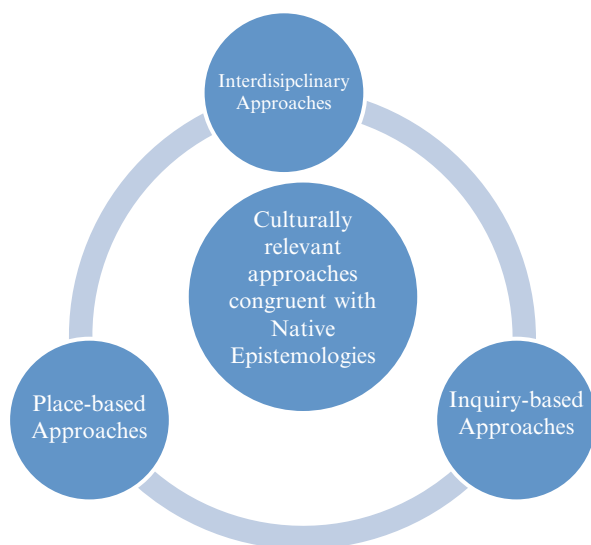 Interdisipclinary
Approaches
Culturally
relevant
approaches
congruent with
Native
Epistemologies
Place-based
Approaches
Inquiry-based
Approaches